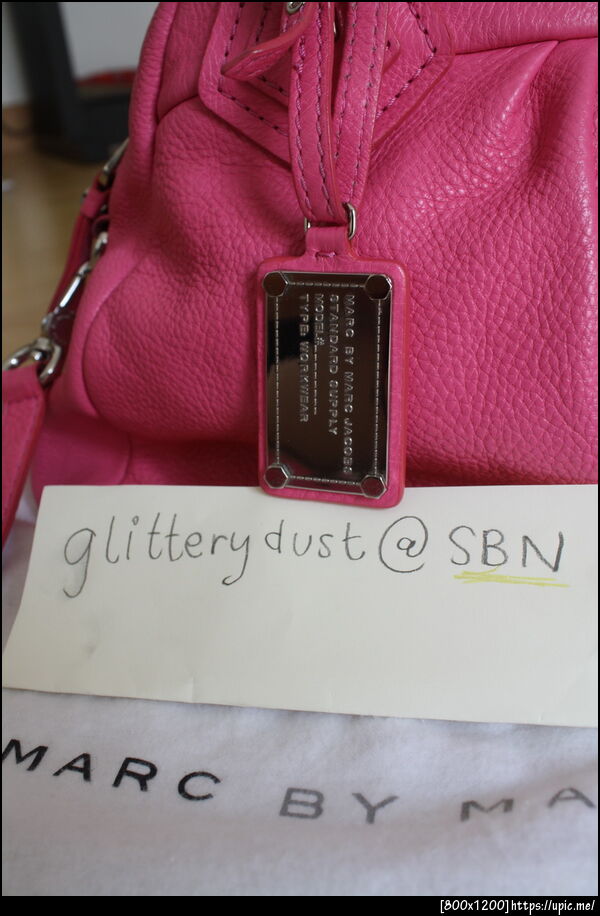 MARC BY MARC JACOBS
STANDARD SUPPLY
MODEL#: --------
TYPE: WORKWEAR
glitterydust@SBN
MARC BY MA
[800x1200]https://upic.me/